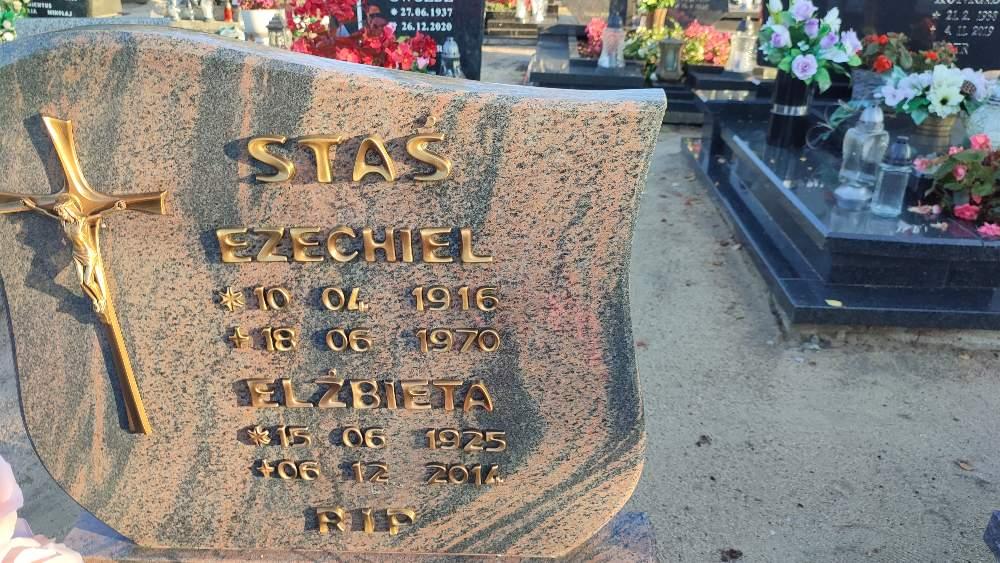 27.06.1937
26.12.2020
STAŚ
EZECHIEL
* 10 04 1916
+ 18 06 1970
ELŻBIETA
* 15 06 1925
+ 06 12 2014
RIP